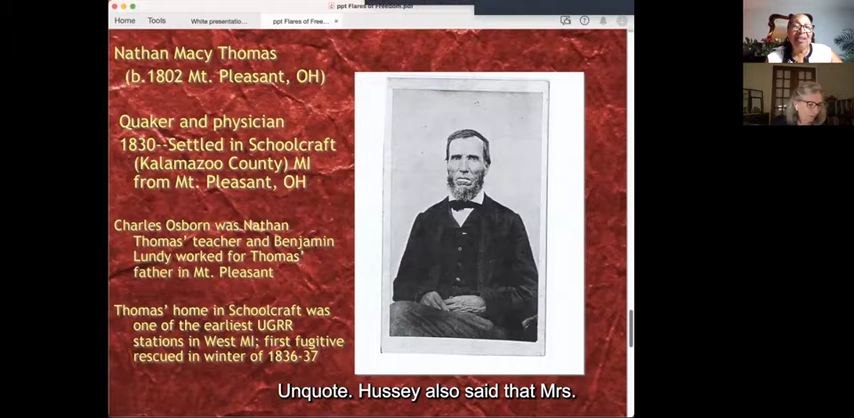 ppt Flares of Freedom.pdf
Home
Tools
White presentatio...
ppt Flares of Free...
Nathan Macy Thomas
(b.1802 Mt. Pleasant, OH)
Quaker and physician
1830--Settled in Schoolcraft
(Kalamazoo County) MI
from Mt. Pleasant, OH
Charles Osborn was Nathan
Thomas' teacher and Benjamin
Lundy worked for Thomas'
father in Mt. Pleasant
Thomas' home in Schoolcraft was
one of the earliest UGRR
stations in West MI; first fugitive
rescued in winter of 1836-37
Unquote. Hussey also said that Mrs.